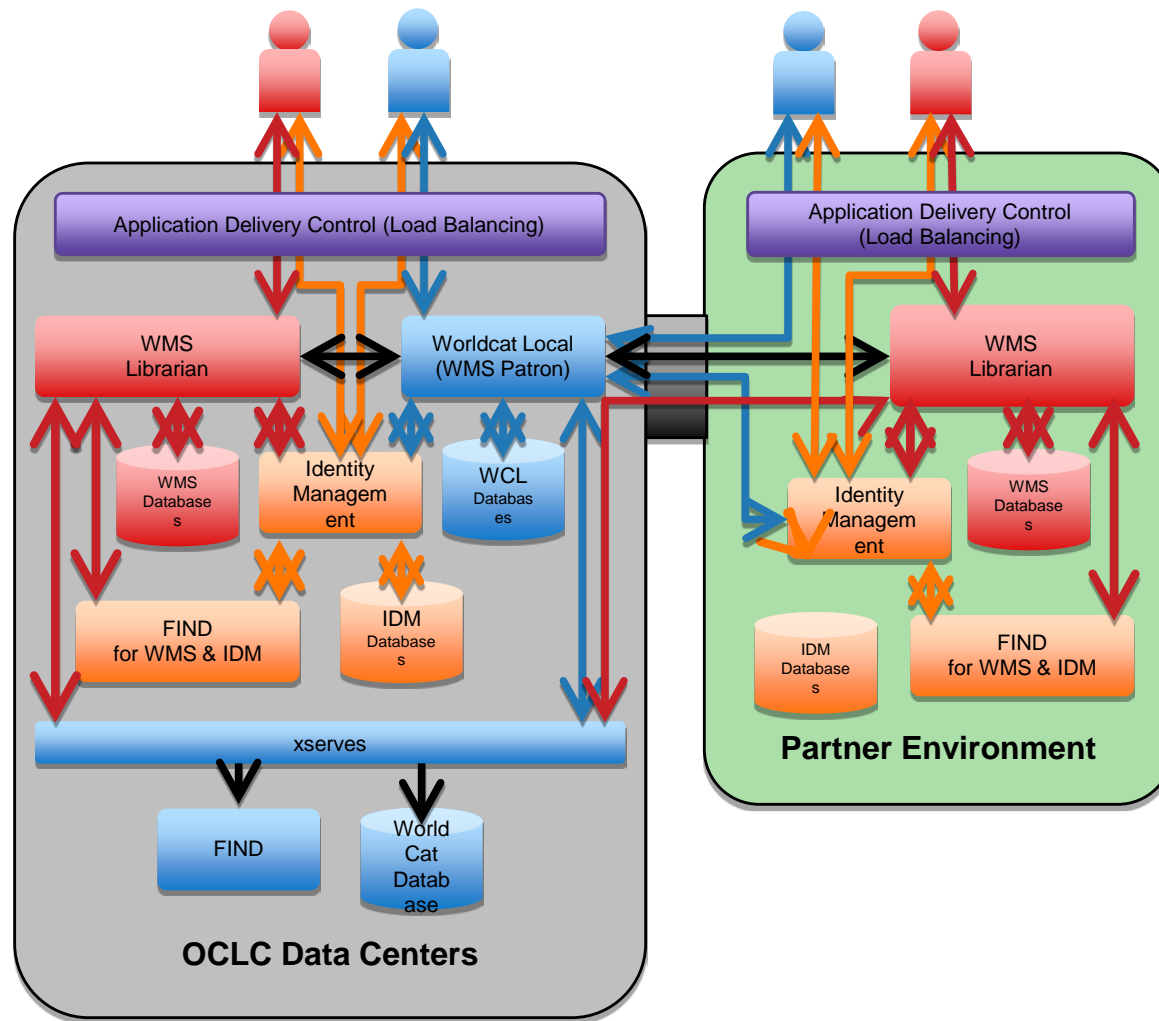 Application Delivery Control (Load Balancing)
WMS
Librarian
Worldcat Local
(WMS Patron)
WMS
Database
s
Identity
Managem
ent
WCL
Databas
es
FIND
for WMS & IDM
IDM
Database
s
xserves
FIND
World
Cat
Datab
ase
OCLC Data Centers
Application Delivery Control
(Load Balancing)
WMS
Librarian
Identity
Managem
ent
WMS
Database
s
IDM
Database
s
FIND
for WMS & IDM
Partner Environment